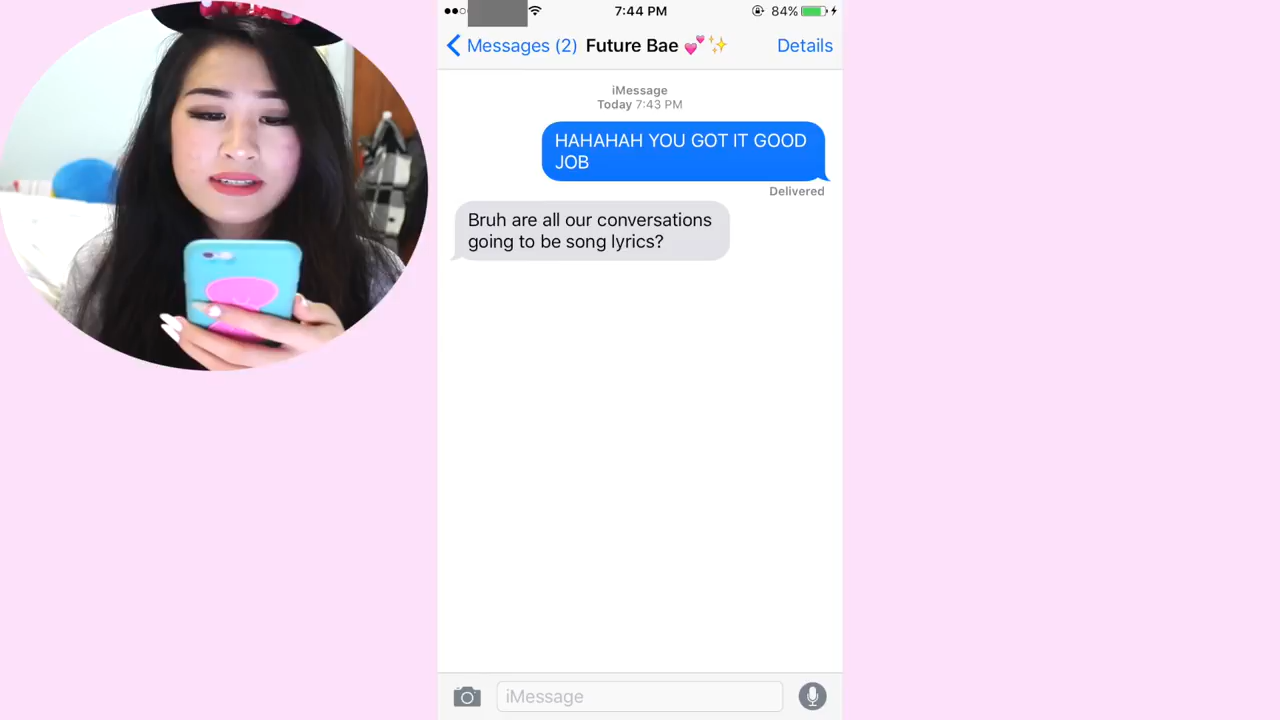 7:44 PM
84%
Messages (2) Future Bae 💕✨ Details
iMessage
Today 7:43 PM
HAHAHAH YOU GOT IT GOOD
JOB
Delivered
Bruh are all our conversations
going to be song lyrics?
iMessage